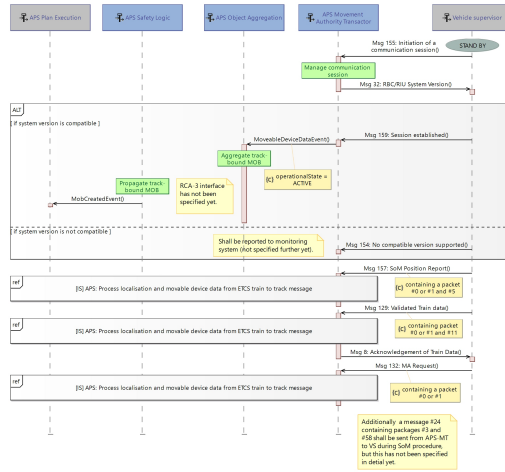 APS Plan Execution
APS Safety Logic
APS Object Aggregation
APS Movement
Authority Transactor
Vehicle supervisor
STAND BY
Msg 155: Initiation of a
communication session()
Manage communication
session
Msg 32: RBC/RIU System Version()
ALT
[ If system version is compatible ]
Msg 159: Session established()
MoveableDeviceDataEvent()
Aggregate track-
bound MOB
{c} operationalState =
ACTIVE
Propagate track-
bound MOB
RCA -3 interface
has not been
specified yet.
MobCreatedEvent()
[ If system version is not compatible ]
Shall be reported to monitoring
system (Not specified further yet).
Msg 154: No compatible version supported()
Msg 157: SoM Position Report()
ref
[IS] APS: Process localisation and movable device data from ETCS train to track message
{c} containing a packet
#0 or #1 and #5
Msg 129: Validated Train data()
ref
[IS] APS: Process localisation and movable device data from ETCS train to track message
{c} containing packet
#0 or #1 and #11
Msg 8: Acknowledgement of Train Data()
Msg 132: MA Request()
ref
[IS] APS: Process localisation and movable device data from ETCS train to track message
{c} containing a packet
#0 or #1
Additionally a message #24
containing packages #3 and
#58 shall be sent from APS-MT
to VS during SoM procedure,
but this has not been specified
in detial yet.